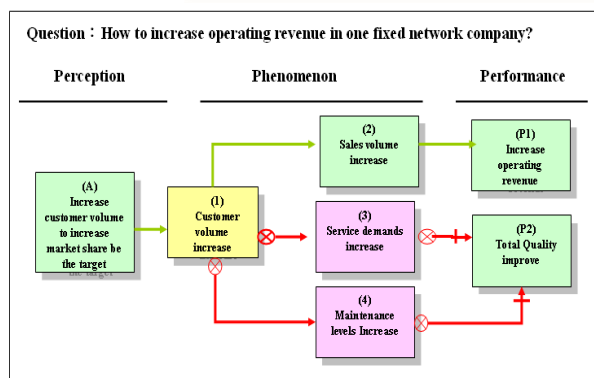 Question：How to increase operating revenue in one fixed network company?
Perception
Phenomenon
Performance
(A)
Increase
customer volume
to increase
market share be
the target
(1)
Customer
volume
increase
(2)
Sales volume
increase
(3)
Service demands
increase
(4)
Maintenance
levels Increase
(P1)
Increase
operating
revenue
(P2)
Total Quality
improve